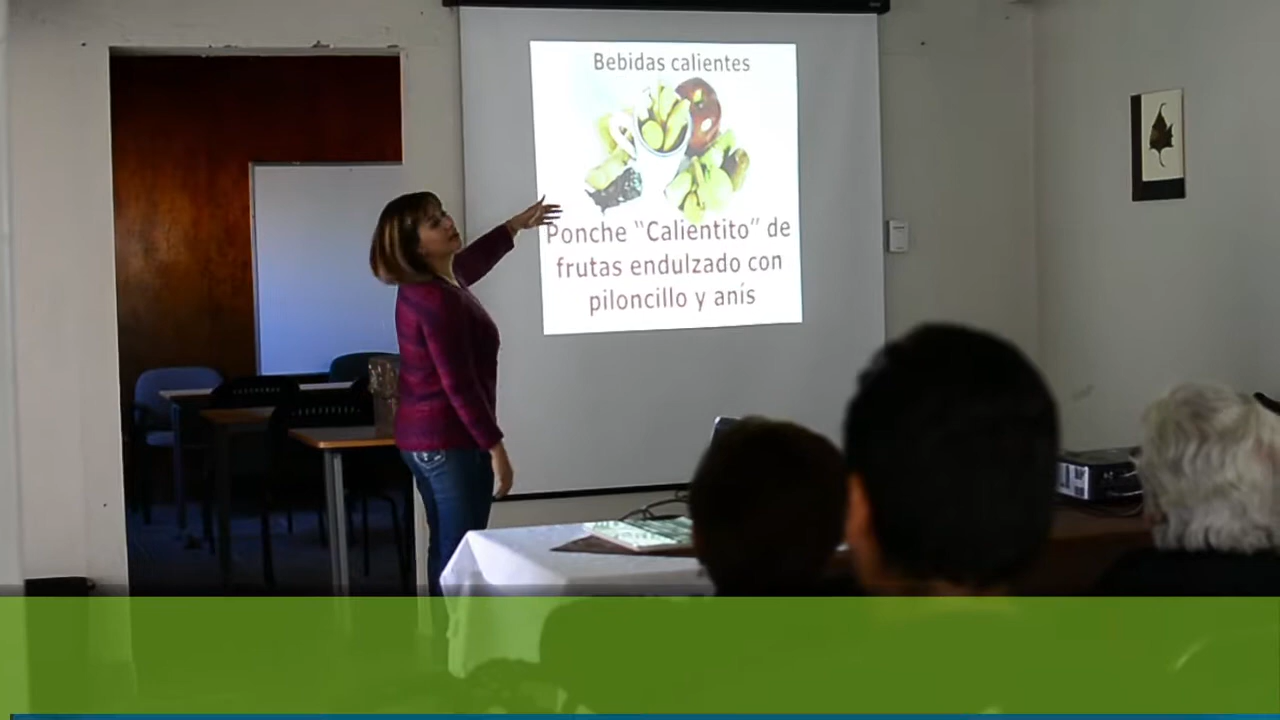 Bebidas calientes
Ponche “Calientito” de
frutas endulzado con
piloncillo y anís